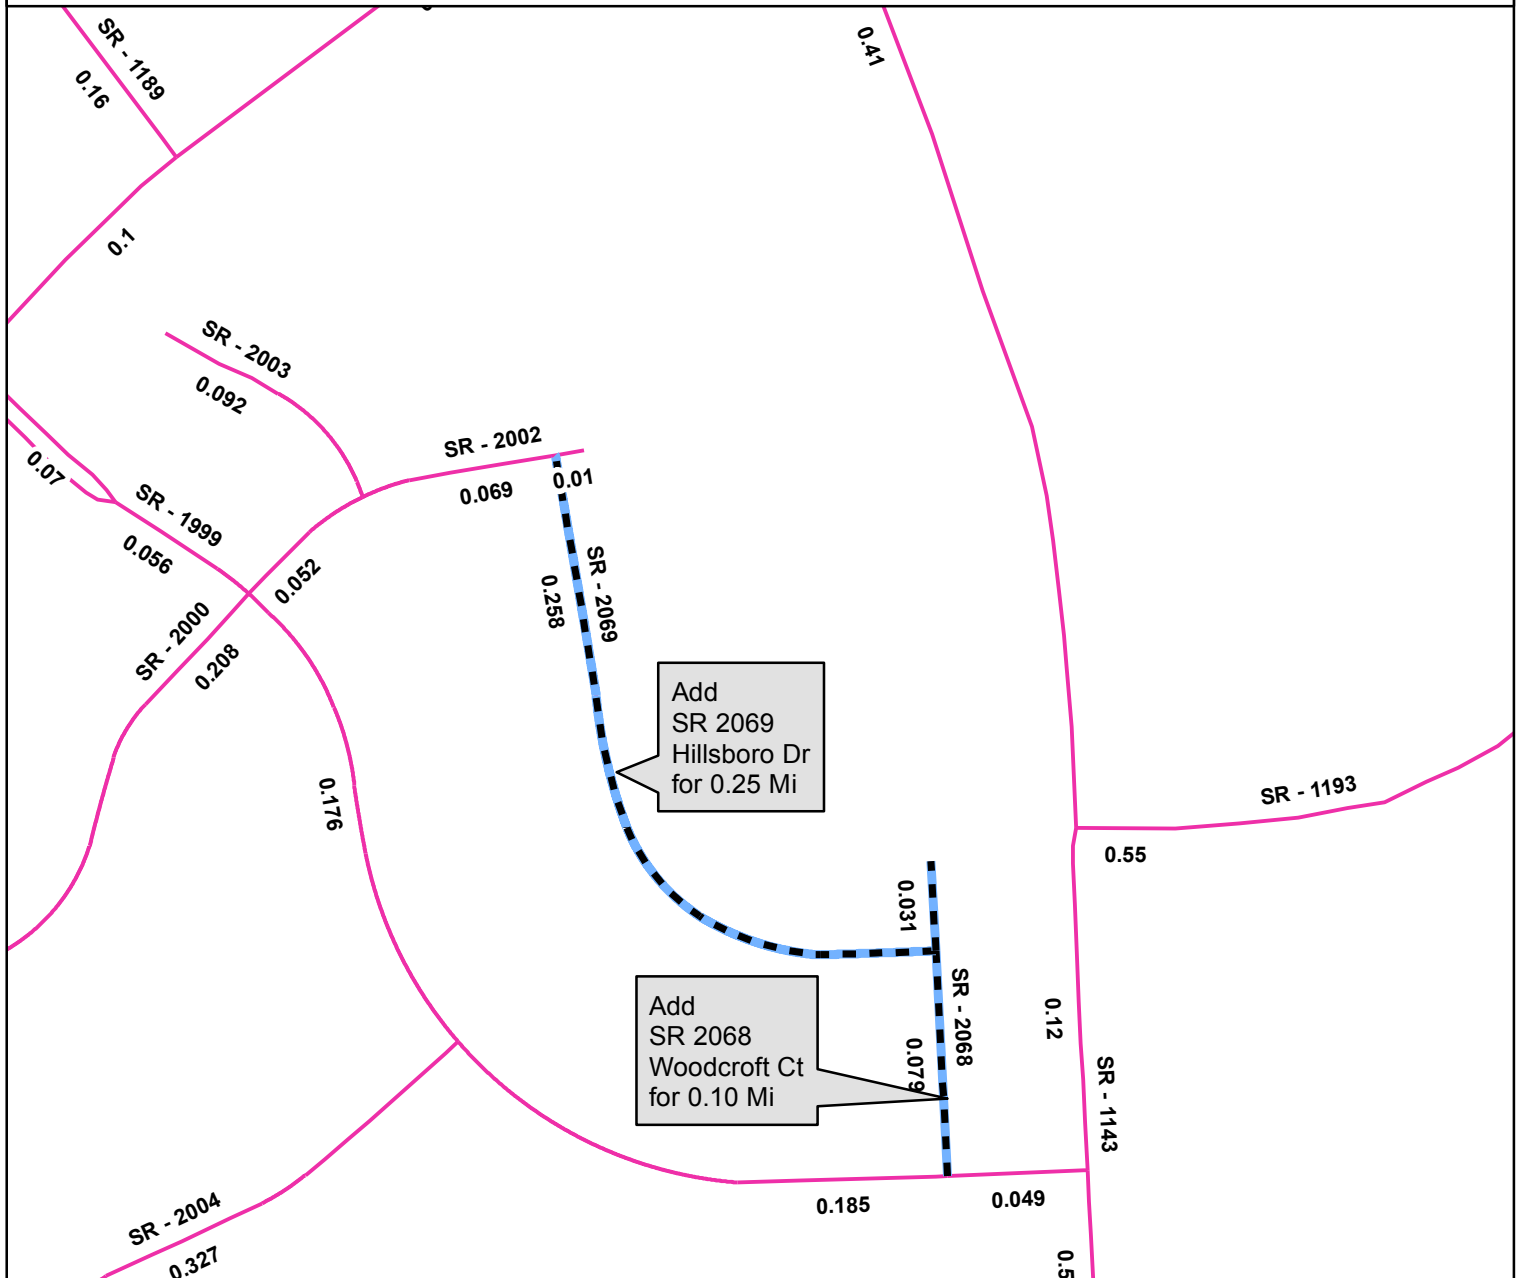 0.41
SR - 1189
0.16
0.1
SR - 2003
0.092
SR - 2002
0.069
0.01
0.07
SR - 1999
0.056
0.052
SR - 2000
0.208
SR - 2069
0.258
Add
SR 2069
Hillsboro Dr
for 0.25 Mi
0.176
SR - 1193
0.55
0.031
SR - 2068
0.079
Add
SR 2068
Woodcroft Ct
for 0.10 Mi
0.12
SR - 1143
0.185
0.049
SR - 2004
0.327